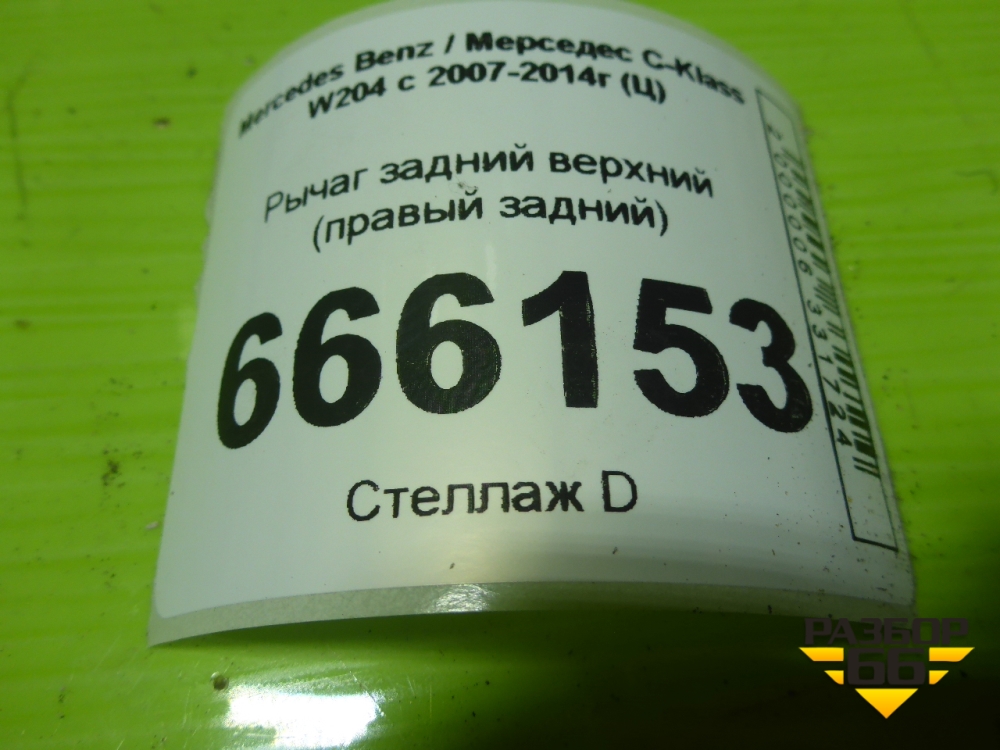 Mercedes Benz / Мерседес C-Klass
W204 с 2007-2014г (Ц)
Рычаг задний верхний
(правый задний)
666153
Стеллаж D
2000006331724
РАЗБОР
66